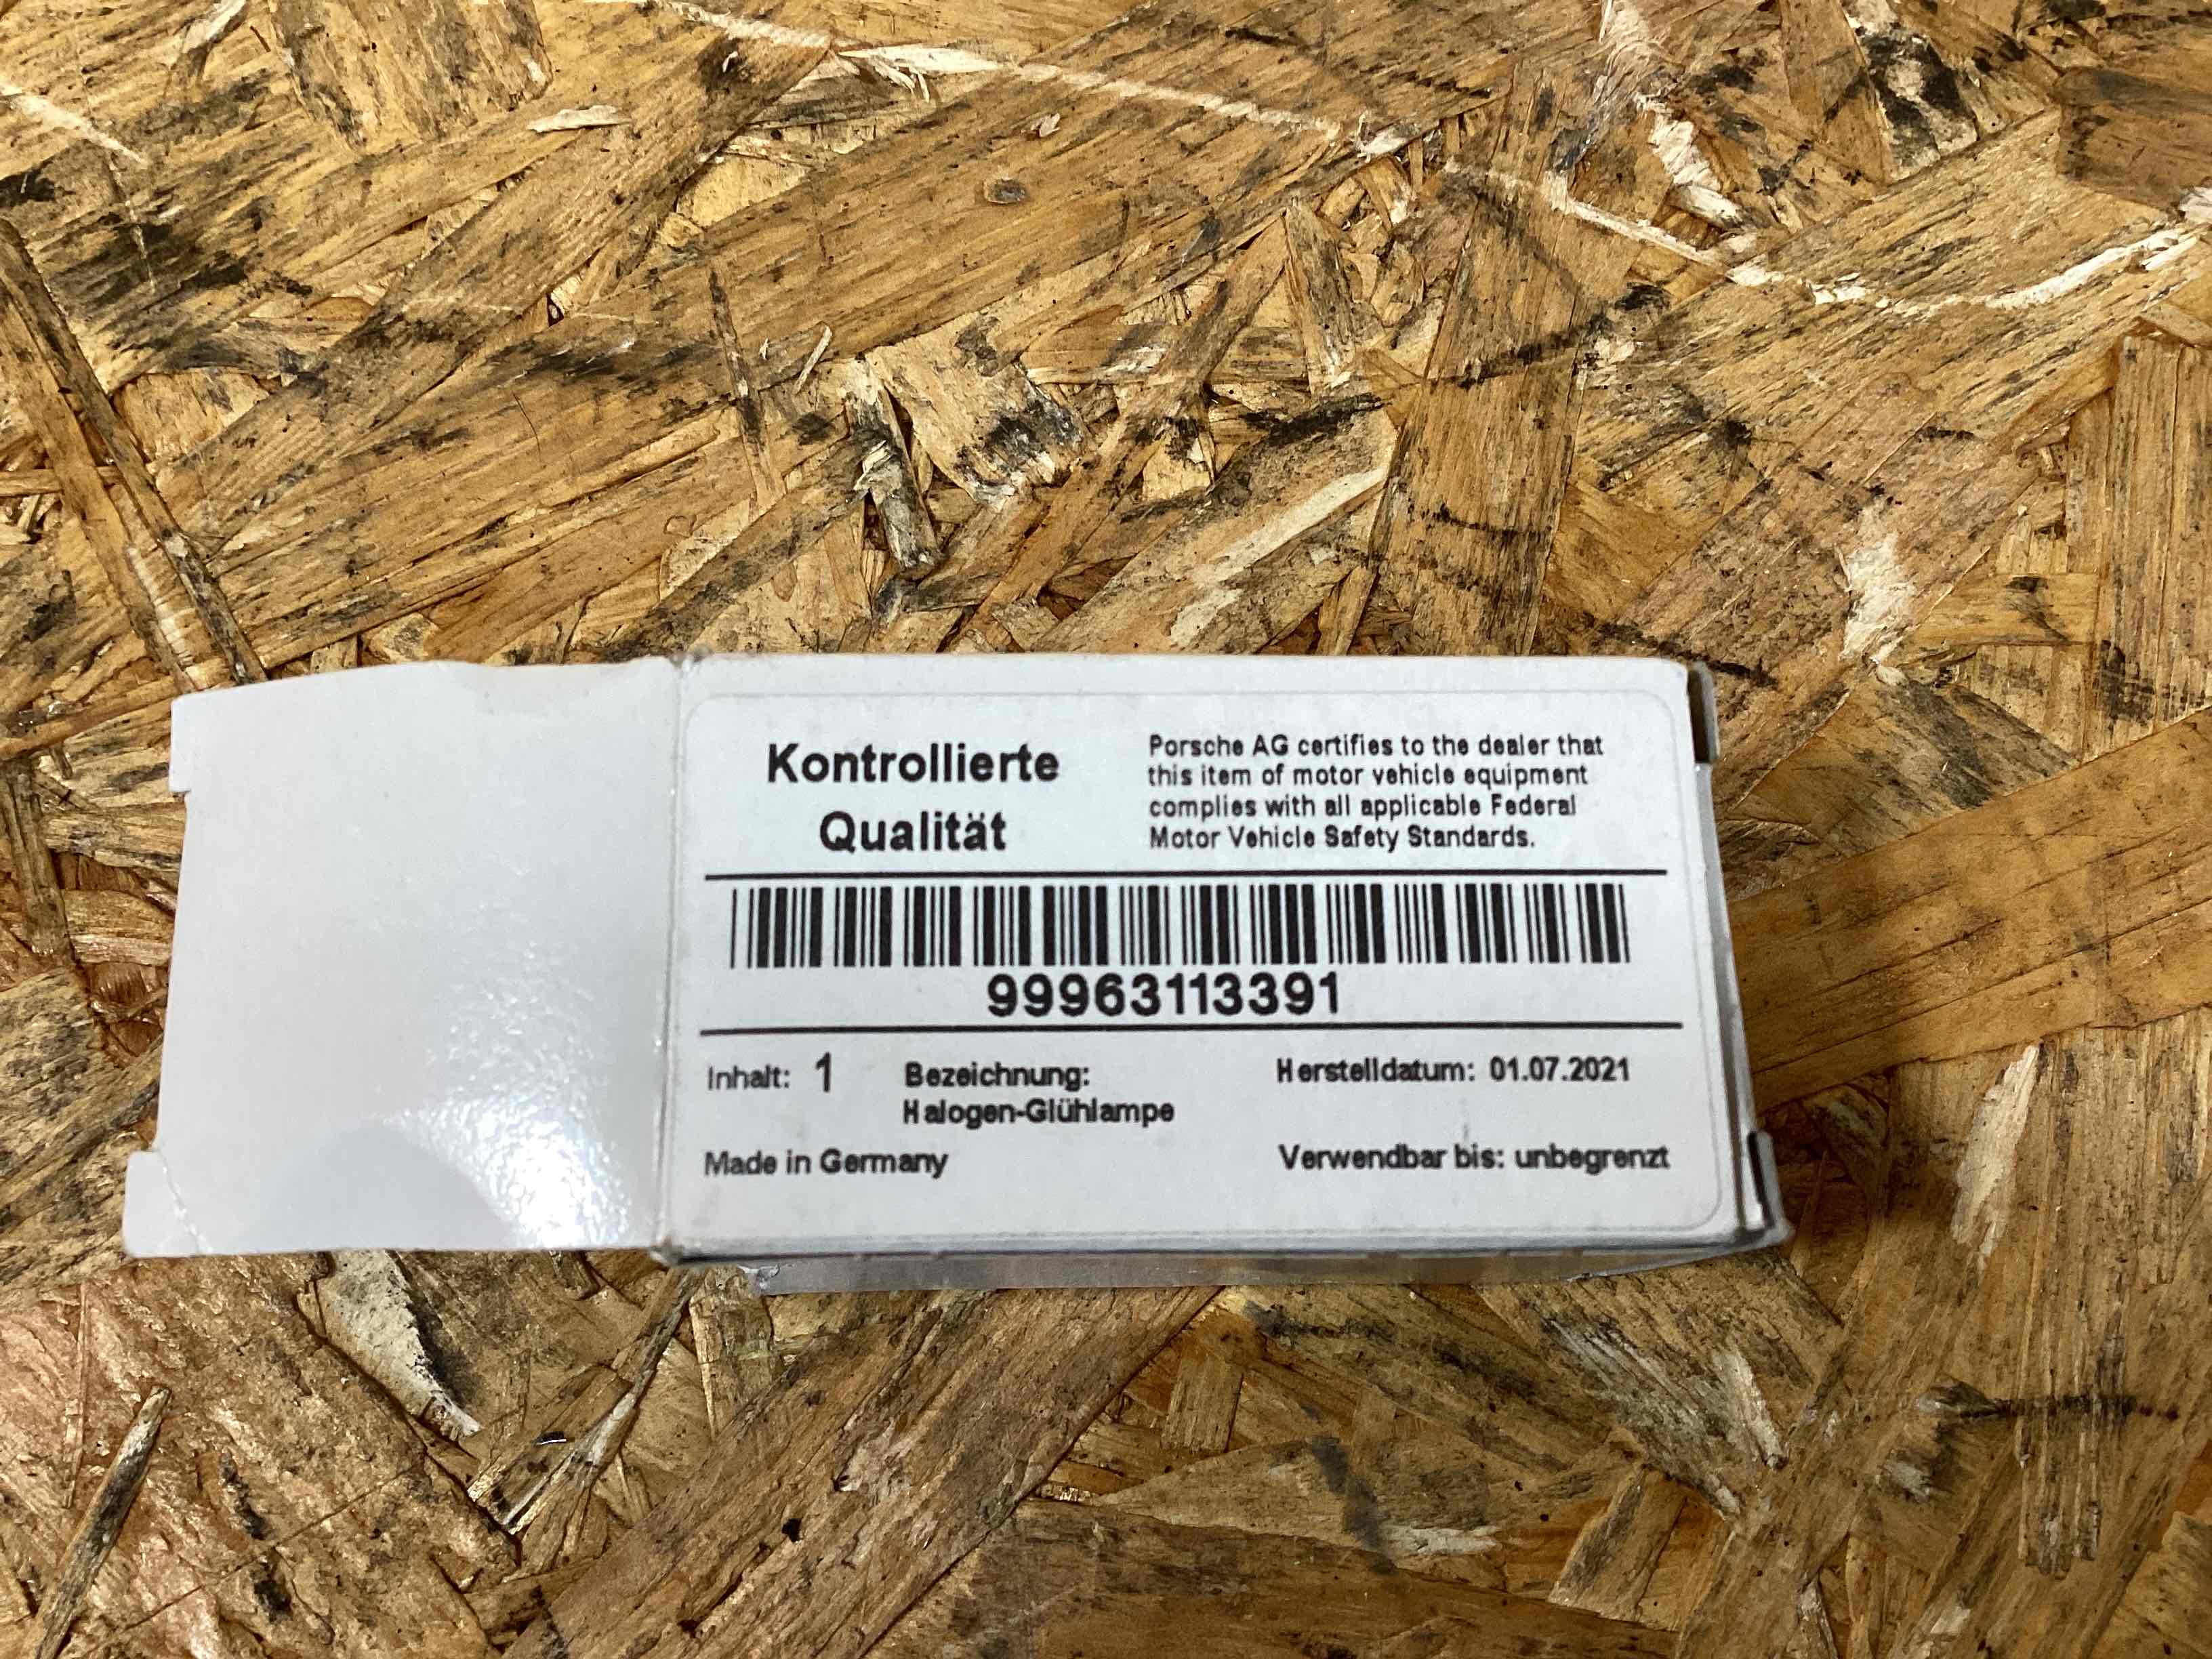 Kontrollierte
Qualität
Porsche AG certifies to the dealer that
this item of motor vehicle equipment
complies with all applicable Federal
Motor Vehicle Safety Standards.
99963113391
Inhalt: 1
Bezeichnung:
Halogen-Glühlampe
Herstelldatum: 01.07.2021
Made in Germany
Verwendbar bis: unbegrenzt